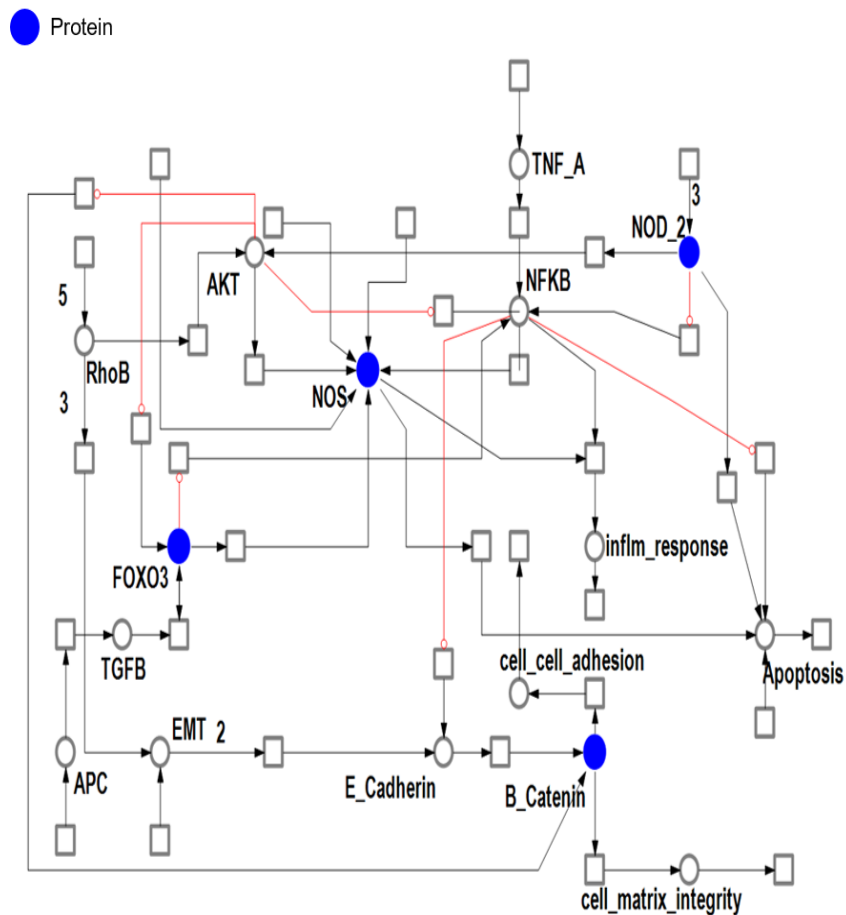 Protein
TNF_A
3
NOD_2
AKT
NFKB
5
RhoB
3
NOS
FOXO3
inflm_response
TGFB
cell_cell_adhesion
Apoptosis
EMT 2
APC
E_Cadherin
B_Catenin
cell_matrix_integrity